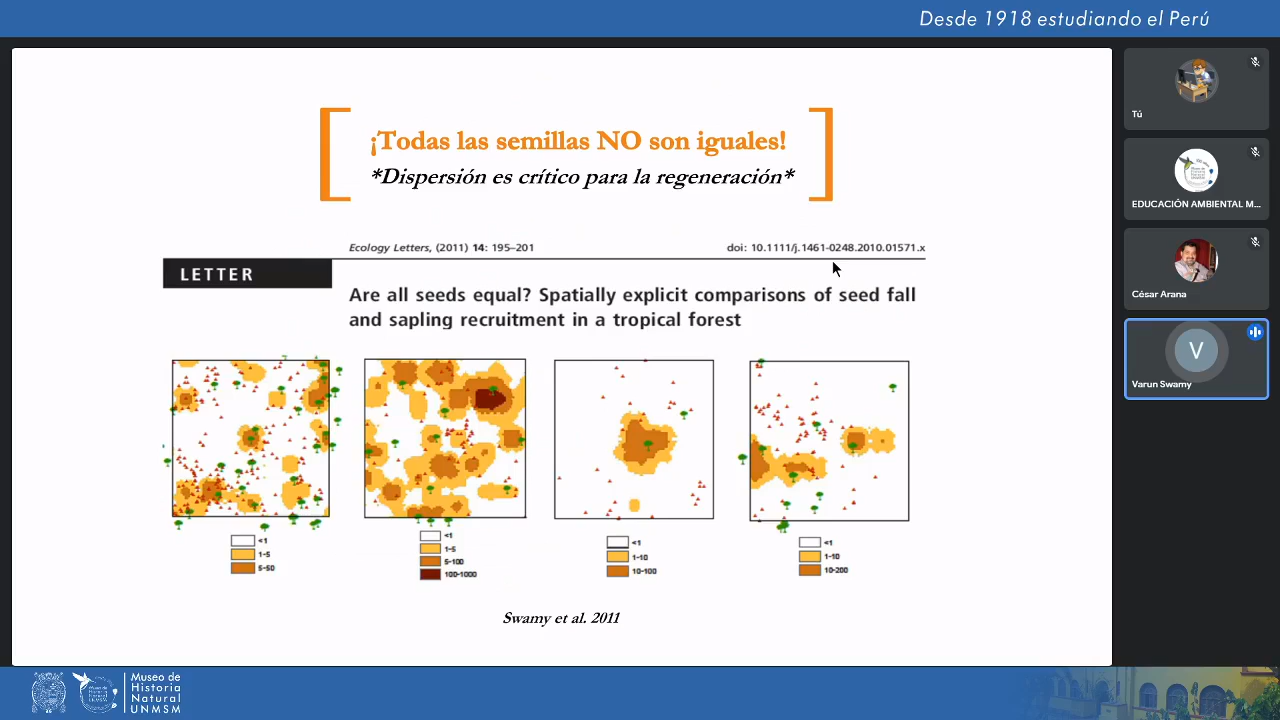 Desde 1918 estudiando el Perú
¡Todas las semillas NO son iguales!
*Dispersión es crítico para la regeneración*
Ecology Letters, (2011) 14: 195–201
doi: 10.1111/j.1461-0248.2010.01571.x
LETTER
Are all seeds equal? Spatially explicit comparisons of seed fall
and sapling recruitment in a tropical forest
<1
1-5
5-50
<1
1-5
5-100
100-1000
<1
1-10
10-100
<1
1-10
10-200
Swamy et al. 2011
Tú
EDUCACIÓN AMBIENTAL M...
César Arana
V
Varun Swamy
Museo de
Historia
Natural
UNMSM